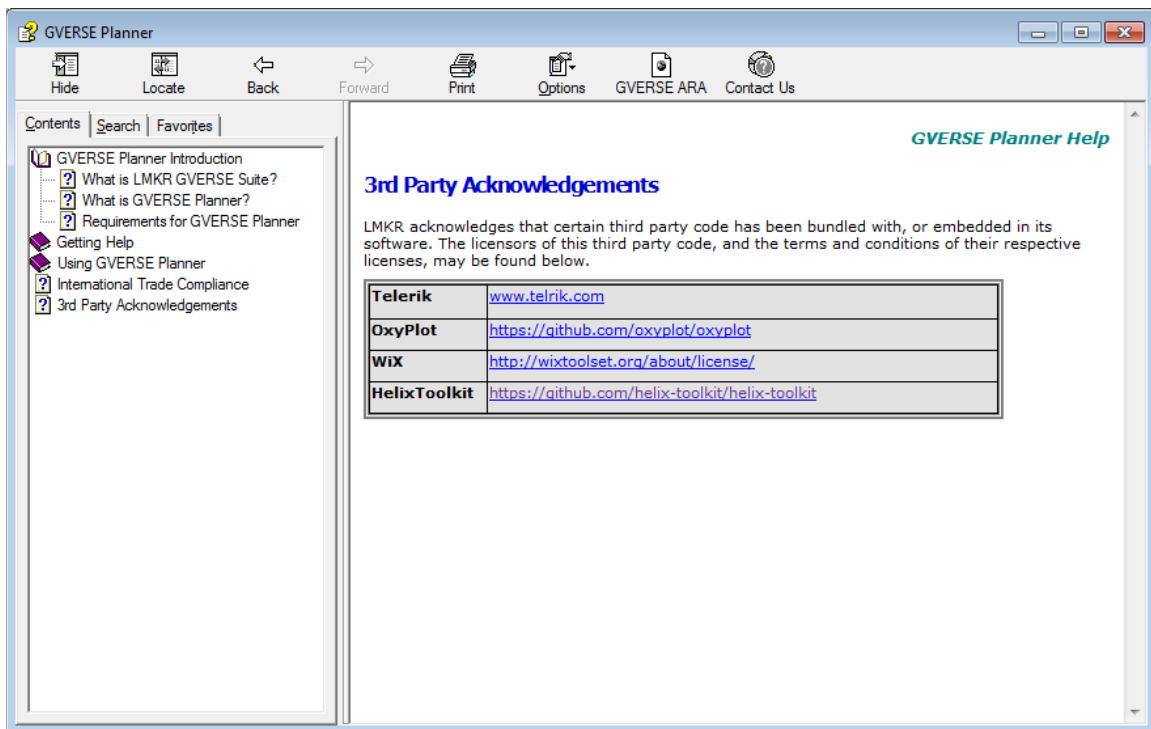 GVERSE Planner
Hide Locate Back Forward Print Options GVERSE ARA Contact Us
Contents Search Favorites
GVERSE Planner Introduction
What is LMKR GVERSE Suite?
What is GVERSE Planner?
Requirements for GVERSE Planner
Getting Help
Using GVERSE Planner
International Trade Compliance
3rd Party Acknowledgements
GVERSE Planner Help
3rd Party Acknowledgements
LMKR acknowledges that certain third party code has been bundled with, or embedded in its
software. The licensors of this third party code, and the terms and conditions of their respective
licenses, may be found below.
Telerik www.telrik.com
OxyPlot https://github.com/oxyplot/oxyplot
WiX http://wixtoolset.org/about/license/
HelixToolkit https://github.com/helix-toolkit/helix-toolkit